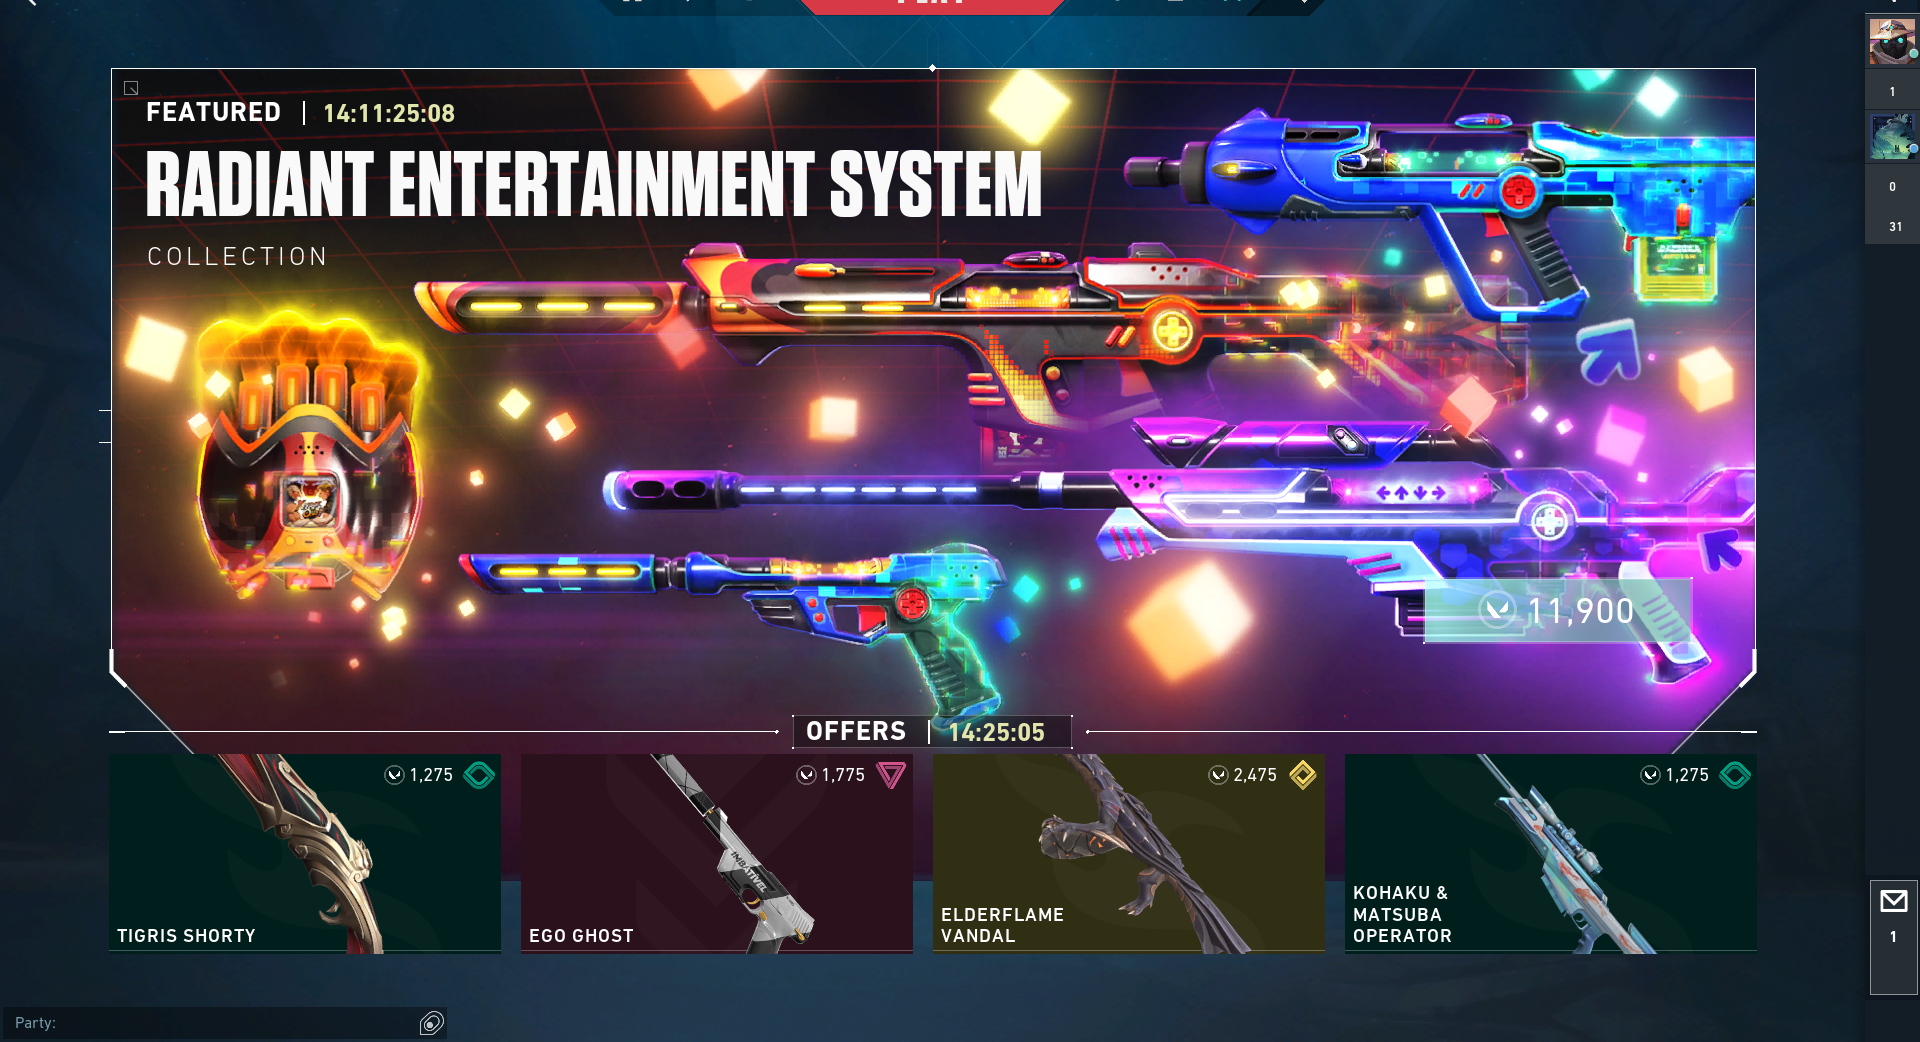 FEATURED | 14:11:25:08
RADIANT ENTERTAINMENT SYSTEM
COLLECTION
11,900
OFFERS | 14:25:05
1,275
TIGRIS SHORTY
1,775
IMBATÍVEL
EGO GHOST
2,475
ELDERFLAME
VANDAL
1,275
KOHAKU &
MATSUBA
OPERATOR
1
0
31
1
Party: